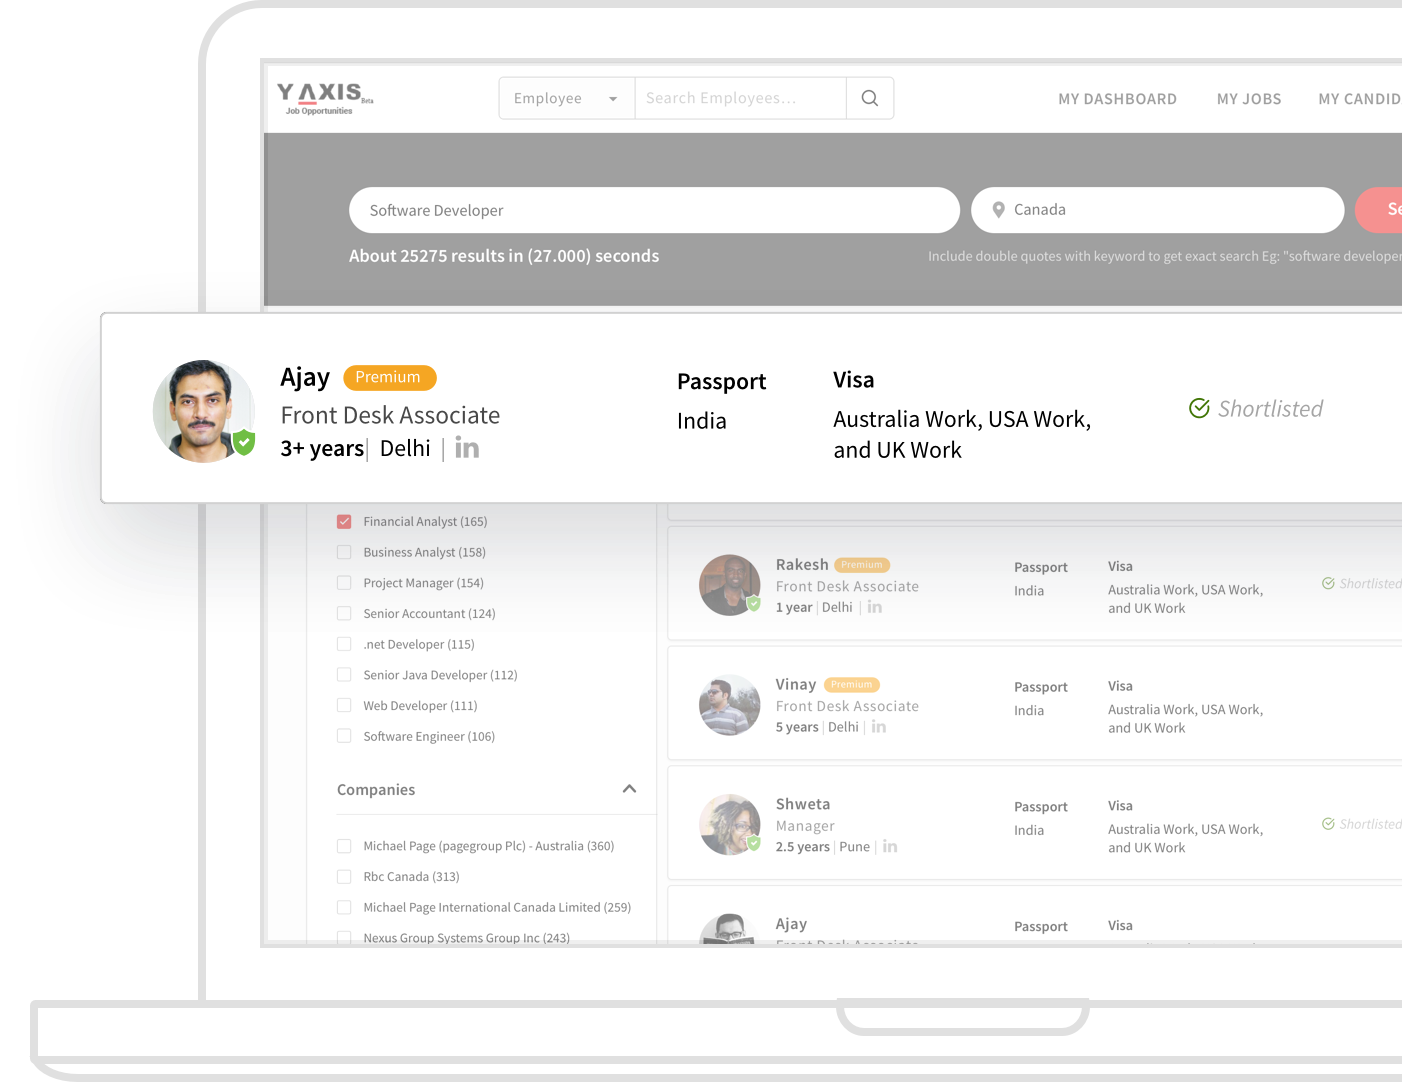 Y AXIS Beta
Job Opportunities
Employee
Search Employees...
MY DASHBOARD
MY JOBS
MY CANDID
Software Developer
Canada
Se
About 25275 results in (27.000) seconds
Include double quotes with keyword to get exact search Eg: "software developer
Ajay Premium
Front Desk Associate
3+ years | Delhi | in
Passport
India
Visa
Australia Work, USA Work,
and UK Work
Shortlisted
Financial Analyst (165)
Business Analyst (158)
Project Manager (154)
Senior Accountant (124)
.net Developer (115)
Senior Java Developer (112)
Web Developer (111)
Software Engineer (106)
Companies
Michael Page (pagegroup Plc) - Australia (360)
Rbc Canada (313)
Michael Page International Canada Limited (259)
Nexus Group Systems Group Inc (243)
Rakesh Premium
Front Desk Associate
1 year | Delhi | in
Passport
India
Visa
Australia Work, USA Work,
and UK Work
Shortlisted
Vinay Premium
Front Desk Associate
5 years | Delhi | in
Passport
India
Visa
Australia Work, USA Work,
and UK Work
Shweta
Manager
2.5 years | Pune | in
Passport
India
Visa
Australia Work, USA Work,
and UK Work
Shortlisted
Ajay
Front Desk Associate
Passport
Visa